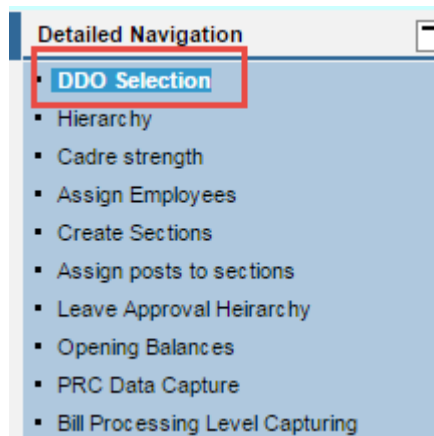 Detailed Navigation
DDO Selection
Hierarchy
Cadre strength
Assign Employees
Create Sections
Assign posts to sections
Leave Approval Heirarchy
Opening Balances
PRC Data Capture
Bill Processing Level Capturing